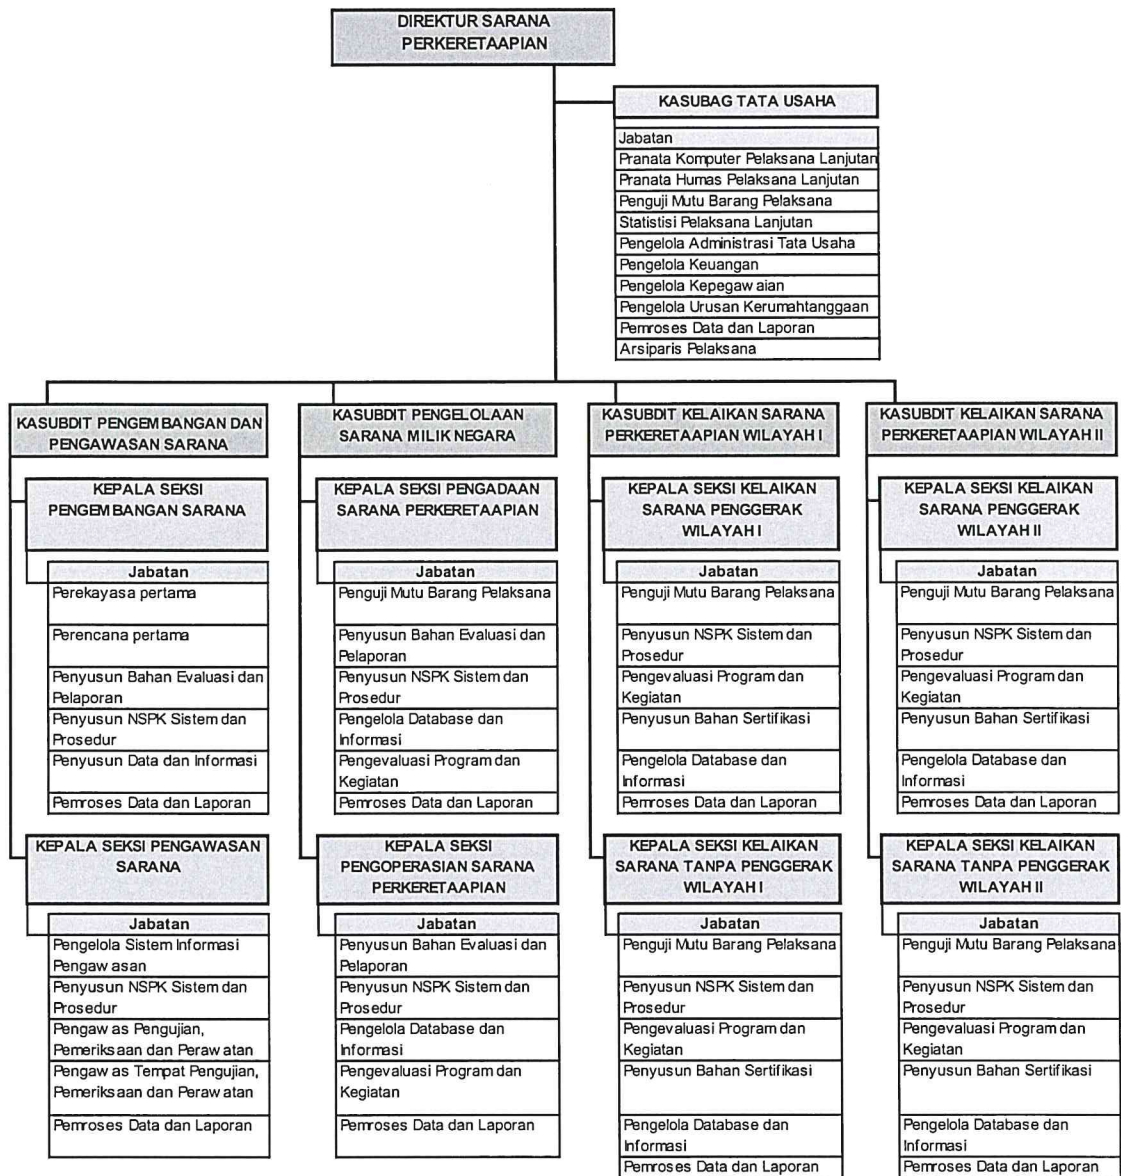 DIREKTUR SARANA
PERKERETAAPIAN
KASUBAG TATA USAHA
Jabatan
Pranata Komputer Pelaksana Lanjutan
Pranata Humas Pelaksana Lanjutan
Penguji Mutu Barang Pelaksana
Statistisi Pelaksana Lanjutan
Pengelola Administrasi Tata Usaha
Pengelola Keuangan
Pengelola Kepegawaian
Pengelola Urusan Kerumahtanggaan
Pemroses Data dan Laporan
Arsiparis Pelaksana
KASUBDIT PENGEMBANGAN DAN
PENGAWASAN SARANA
KEPALA SEKSI
PENGEMBANGAN SARANA
Jabatan
Perekayasa pertama
Perencana pertama
Penyusun Bahan Evaluasi dan
Pelaporan
Penyusun NSPK Sistem dan
Prosedur
Penyusun Data dan Informasi
Pemroses Data dan Laporan
KEPALA SEKSI PENGAWASAN
SARANA
Jabatan
Pengelola Sistem Informasi
Pengawasan
Penyusun NSPK Sistem dan
Prosedur
Pengawas Pengujian,
Pemeriksaan dan Perawatan
Pengawas Tempat Pengujian,
Pemeriksaan dan Perawatan
Pemroses Data dan Laporan
KASUBDIT PENGELOLAAN
SARANA MILIK NEGARA
KEPALA SEKSI PENGADAAN
SARANA PERKERETAAPIAN
Jabatan
Penguji Mutu Barang Pelaksana
Penyusun Bahan Evaluasi dan
Pelaporan
Penyusun NSPK Sistem dan
Prosedur
Pengelola Database dan
Informasi
Pengevaluasi Program dan
Kegiatan
Pemroses Data dan Laporan
KEPALA SEKSI
PENGOPERASIAN SARANA
PERKERETAAPIAN
Jabatan
Penyusun Bahan Evaluasi dan
Pelaporan
Penyusun NSPK Sistem dan
Prosedur
Pengelola Database dan
Informasi
Pengevaluasi Program dan
Kegiatan
Pemroses Data dan Laporan
KASUBDIT KELAIKAN SARANA
PERKERETAAPIAN WILAYAH I
KEPALA SEKSI KELAIKAN
SARANA PENGGERAK
WILAYAH I
Jabatan
Penguji Mutu Barang Pelaksana
Penyusun NSPK Sistem dan
Prosedur
Pengevaluasi Program dan
Kegiatan
Penyusun Bahan Sertifikasi
Pengelola Database dan
Informasi
Pemroses Data dan Laporan
KEPALA SEKSI KELAIKAN
SARANA TANPA PENGGERAK
WILAYAH I
Jabatan
Penguji Mutu Barang Pelaksana
Penyusun NSPK Sistem dan
Prosedur
Pengevaluasi Program dan
Kegiatan
Penyusun Bahan Sertifikasi
Pengelola Database dan
Informasi
Pemroses Data dan Laporan
KASUBDIT KELAIKAN SARANA
PERKERETAAPIAN WILAYAH II
KEPALA SEKSI KELAIKAN
SARANA PENGGERAK
WILAYAH II
Jabatan
Penguji Mutu Barang Pelaksana
Penyusun NSPK Sistem dan
Prosedur
Pengevaluasi Program dan
Kegiatan
Penyusun Bahan Sertifikasi
Pengelola Database dan
Informasi
Pemroses Data dan Laporan
KEPALA SEKSI KELAIKAN
SARANA TANPA PENGGERAK
WILAYAH II
Jabatan
Penguji Mutu Barang Pelaksana
Penyusun NSPK Sistem dan
Prosedur
Pengevaluasi Program dan
Kegiatan
Penyusun Bahan Sertifikasi
Pengelola Database dan
Informasi
Pemroses Data dan Laporan